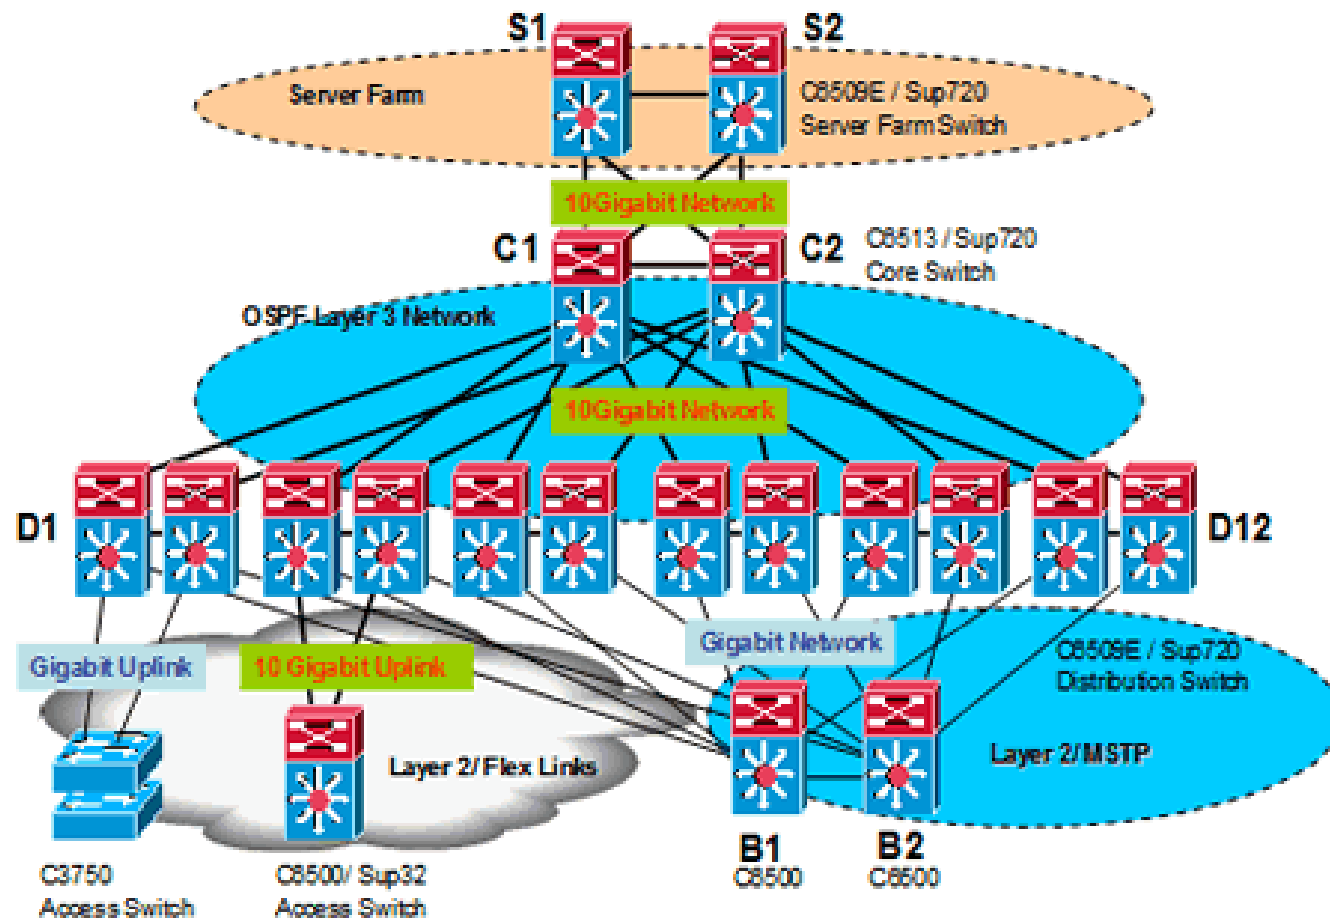 S1
S2
Server Farm
C6509E / Sup720
Server Farm Switch
10Gigabit Network
C1
C2
C6513 / Sup720
Core Switch
OSPF Layer 3 Network
10Gigabit Network
D1
D12
Gigabit Uplink
10 Gigabit Uplink
Gigabit Network
C6509E / Sup720
Distribution Switch
Layer 2/ Flex Links
Layer 2/ MSTP
B1
C6500
B2
C6500
C3750
Access Switch
C6500/ Sup32
Access Switch